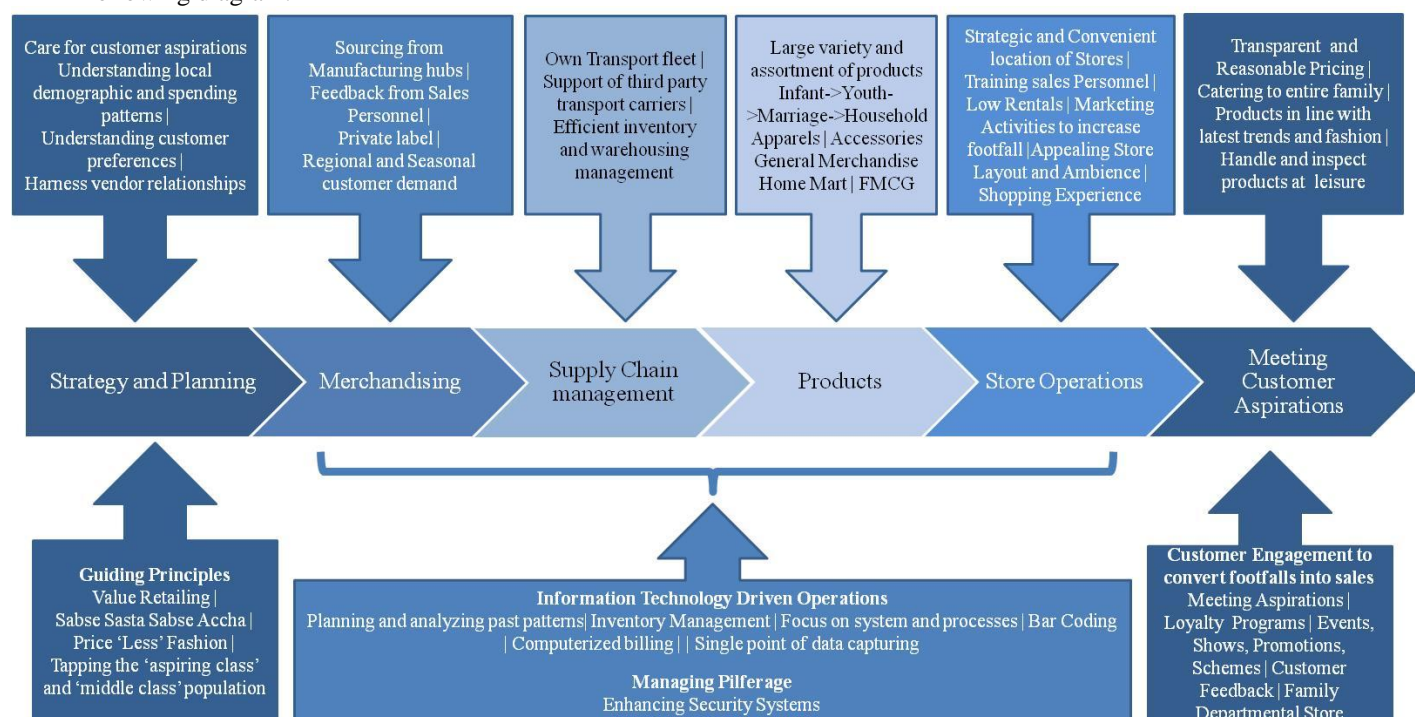 following diagram
Care for customer aspirations
Understanding local
demographic and spending
patterns |
Understanding customer
preferences |
Harness vendor relationships
Sourcing from
Manufacturing hubs |
Feedback from Sales
Personnel |
Private label |
Regional and Seasonal
customer demand
Own Transport fleet |
Support of third party
transport carriers |
Efficient inventory
and warehousing
management
Large variety and
assortment of products
Infant->Youth-
>Marriage->Household
Apparels | Accessories
General Merchandise
Home Mart | FMCG
Strategic and Convenient
location of Stores |
Training sales Personnel |
Low Rentals | Marketing
Activities to increase
footfall |Appealing Store
Layout and Ambience |
Shopping Experience
Transparent and
Reasonable Pricing |
Catering to entire family |
Products in line with
latest trends and fashion |
Handle and inspect
products at leisure
Strategy and Planning
Merchandising
Supply Chain
management
Products
Store Operations
Meeting
Customer
Aspirations
Guiding Principles
Value Retailing |
Sabse Sasta Sabse Accha |
Price ‘Less’ Fashion |
Tapping the ‘aspiring class’
and ‘middle class’ population
Information Technology Driven Operations
Planning and analyzing past patterns| Inventory Management | Focus on system and processes | Bar Coding
| Computerized billing | | Single point of data capturing
Managing Pilferage
Enhancing Security Systems
Customer Engagement to
convert footfalls into sales
Meeting Aspirations |
Loyalty Programs | Events,
Shows, Promotions,
Schemes | Customer
Feedback | Family
Departmental Store